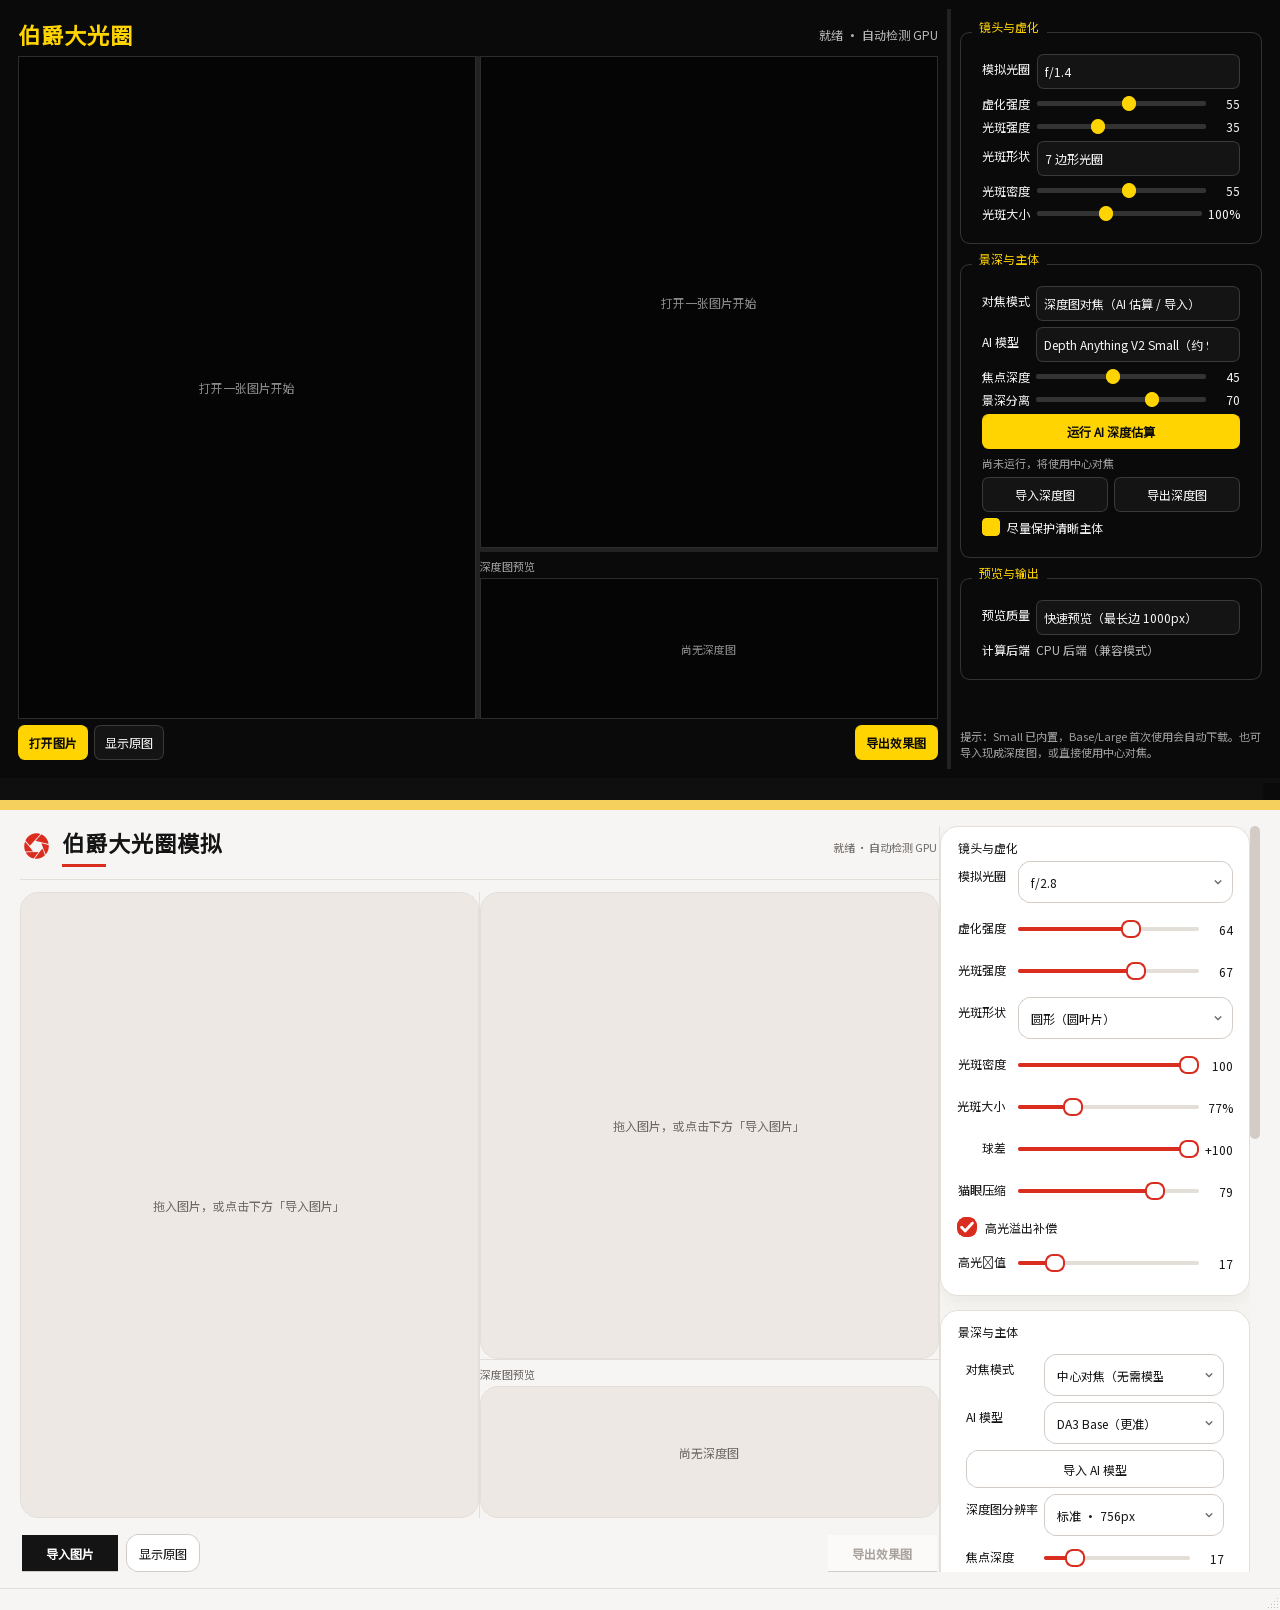 伯爵大光圈
就绪 · 自动检测 GPU
打开一张图片开始
打开一张图片开始
深度图预览
尚无深度图
打开图片
显示原图
导出效果图
镜头与虚化
模拟光圈 f/1.4
虚化强度 55
光斑强度 35
光斑形状 7 边形光圈
光斑密度 55
光斑大小 100%
景深与主体
对焦模式 深度图对焦（AI 估算 / 导入）
AI 模型 Depth Anything V2 Small（约
焦点深度 45
景深分离 70
运行 AI 深度估算
尚未运行，将使用中心对焦
导入深度图
导出深度图
尽量保护清晰主体
预览与输出
预览质量 快速预览（最长边 1000px）
计算后端 CPU 后端（兼容模式）
提示：Small 已内置，Base/Large 首次使用会自动下载。也可
导入现成深度图，或直接使用中心对焦。
伯爵大光圈模拟
就绪 · 自动检测 GPU
拖入图片，或点击下方「导入图片」
拖入图片，或点击下方「导入图片」
深度图预览
尚无深度图
导入图片
显示原图
导出效果图
镜头与虚化
模拟光圈 f/2.8
虚化强度 64
光斑强度 67
光斑形状 圆形（圆叶片）
光斑密度 100
光斑大小 77%
球差 +100
猫眼压缩 79
高光溢出补偿
高光值 17
景深与主体
对焦模式 中心对焦（无需模型
AI 模型 DA3 Base（更准）
导入 AI 模型
深度图分辨率 标准 · 756px
焦点深度 17